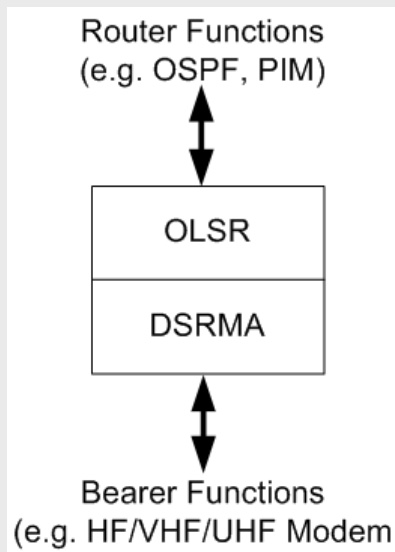 Router Functions
(e.g. OSPF, PIM)
OLSR
DSRMA
Bearer Functions
(e.g. HF/VHF/UHF Modem